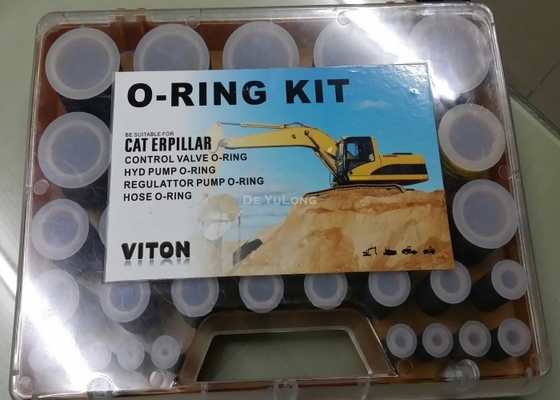 O-RING KIT
BE SUITABLE FOR
CAT ERPILLAR
CONTROL VALVE O-RING
HYD PUMP O-RING
REGULATTOR PUMP O-RING
HOSE O-RING
De YuLong
VITON